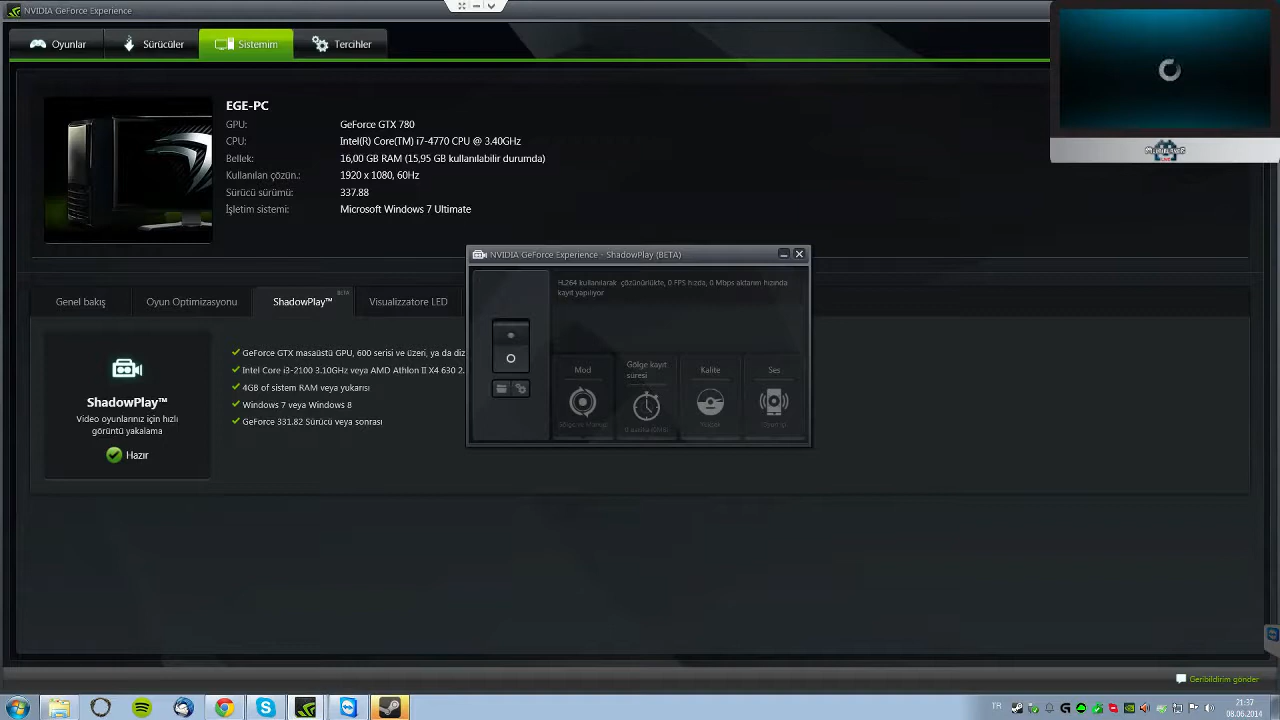 NVIDIA GeForce Experience
Oyunlar
Sürücüler
Sistemim
Tercihler
EGE-PC
GPU: GeForce GTX 780
CPU: Intel(R) Core(TM) i7-4770 CPU @ 3.40GHz
Bellek: 16,00 GB RAM (15,95 GB kullanılabilir durumda)
Kullanılan çözün.: 1920 x 1080, 60Hz
Sürücü sürümü: 337.88
İşletim sistemi: Microsoft Windows 7 Ultimate
NVIDIA GeForce Experience - ShadowPlay (BETA)
H.264 kullanılarak çözünürlükte, 0 FPS hızda, 0 Mbps aktarım hızında
kayıt yapılıyor
Mod
Gölge kayıt
süresi
Kalite
Ses
Genel bakış
Oyun Optimizasyonu
ShadowPlay™
BETA
Visualizzatore LED
ShadowPlay™
Video oyunlarınız için hızlı
görüntü yakalama
Hazır
GeForce GTX masaüstü GPU, 600 serisi ve üzeri, ya da diz
Intel Core i3-2100 3.10GHz veya AMD Athlon II X4 630 2.
4GB of sistem RAM veya yukarısı
Windows 7 veya Windows 8
GeForce 331.82 Sürücü veya sonrası
Geribildirim gönder
TR
21:37
08.06.2014